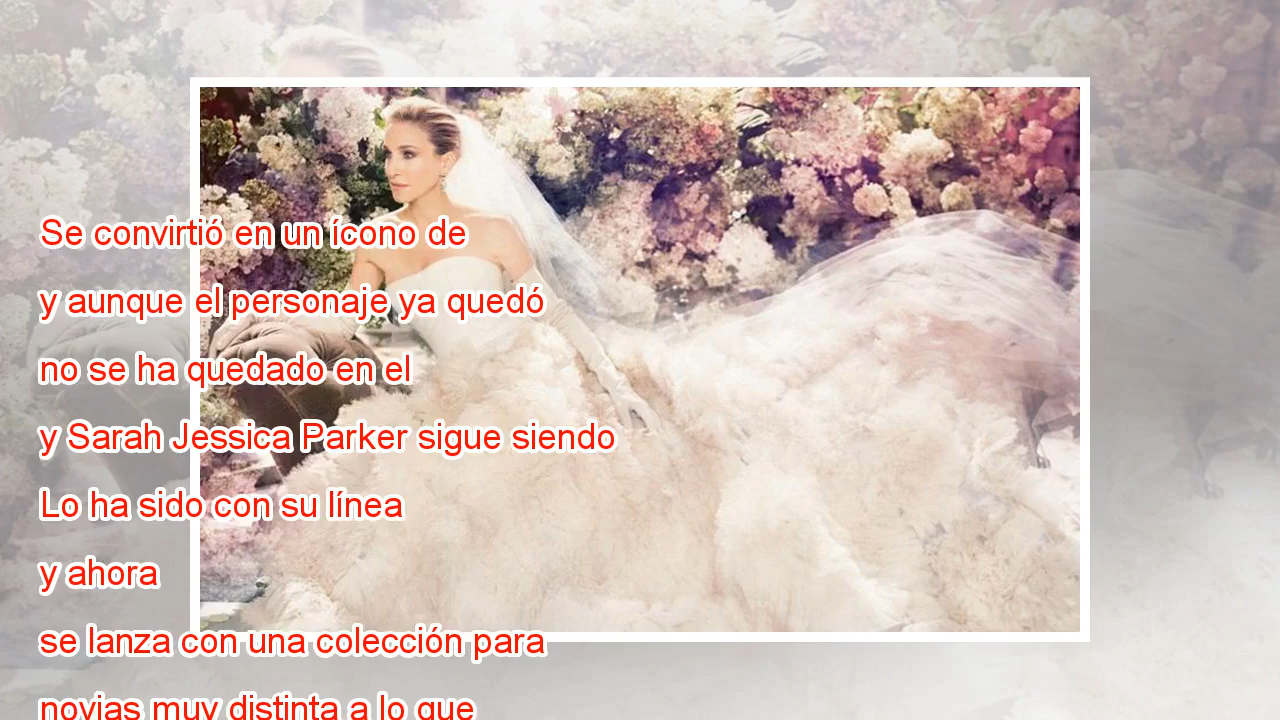 Se convirtió en un ícono de
y aunque el personaje ya quedó
no se ha quedado en el
y Sarah Jessica Parker sigue siendo
Lo ha sido con su línea
y ahora
se lanza con una colección para
novias muy distinta a lo que